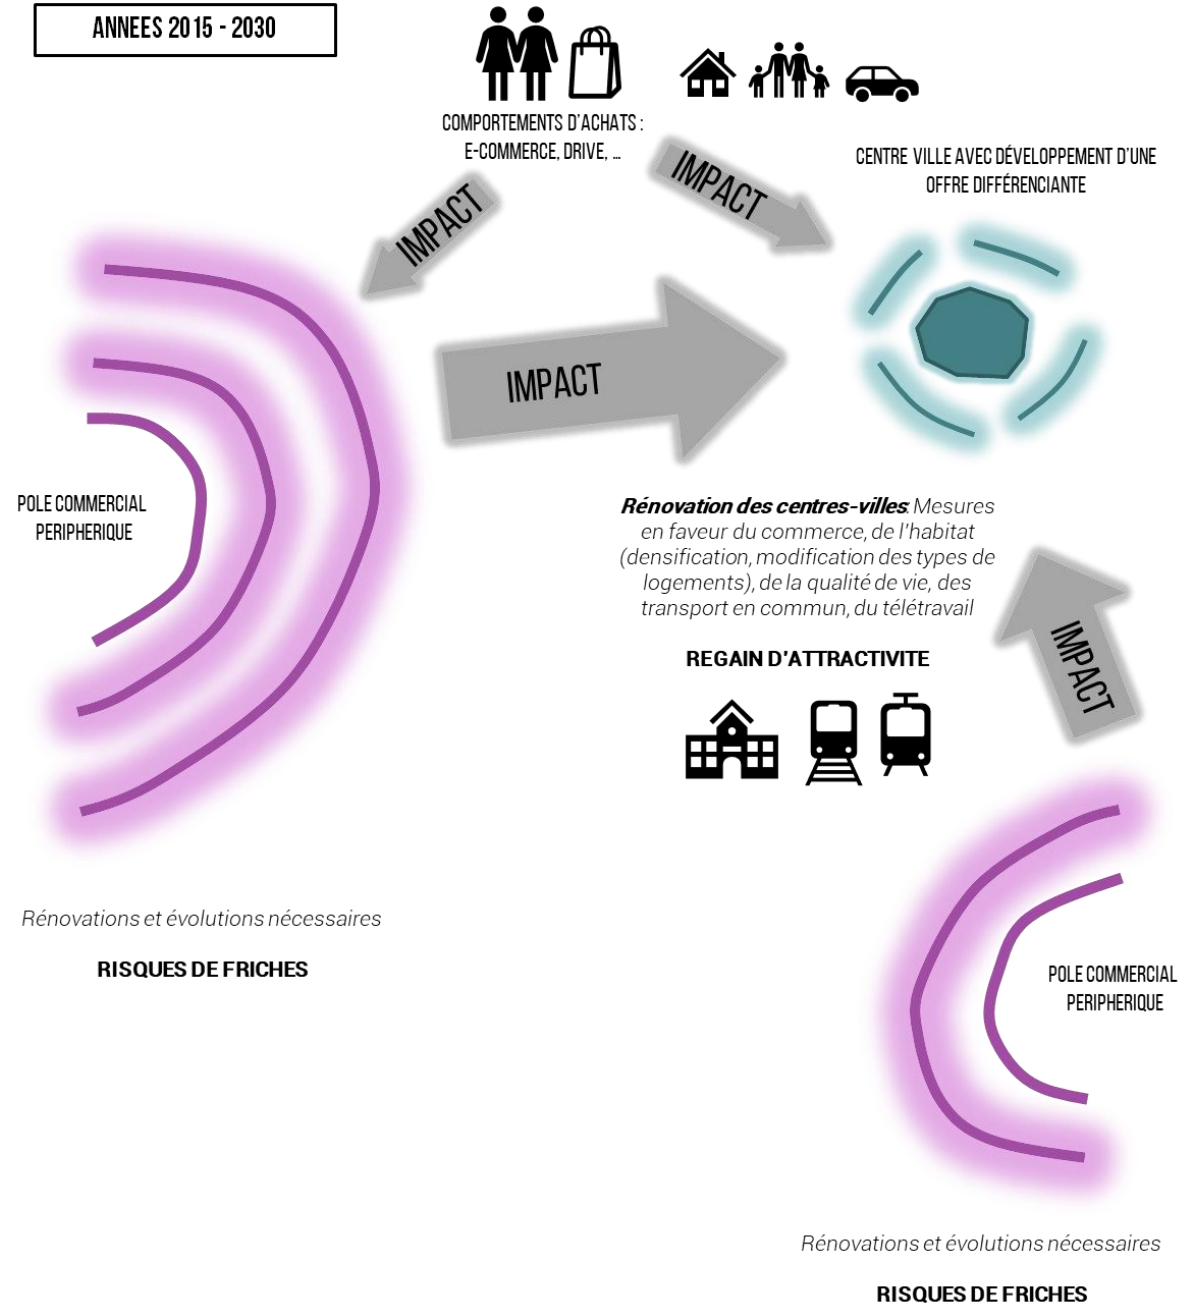 ANNEES 2015 - 2030
COMPORTEMENTS D'ACHATS :
E-COMMERCE, DRIVE, ...
IMPACT
IMPACT
CENTRE VILLE AVEC DÉVELOPPEMENT D'UNE
OFFRE DIFFÉRENCIANTE
IMPACT
POLE COMMERCIAL
PERIPHERIQUE
Rénovation des centres-villes: Mesures
en faveur du commerce, de l'habitat
(densification, modification des types de
logements), de la qualité de vie, des
transport en commun, du télétravail
REGAIN D'ATTRACTIVITE
IMPACT
Rénovations et évolutions nécessaires
RISQUES DE FRICHES
POLE COMMERCIAL
PERIPHERIQUE
Rénovations et évolutions nécessaires
RISQUES DE FRICHES